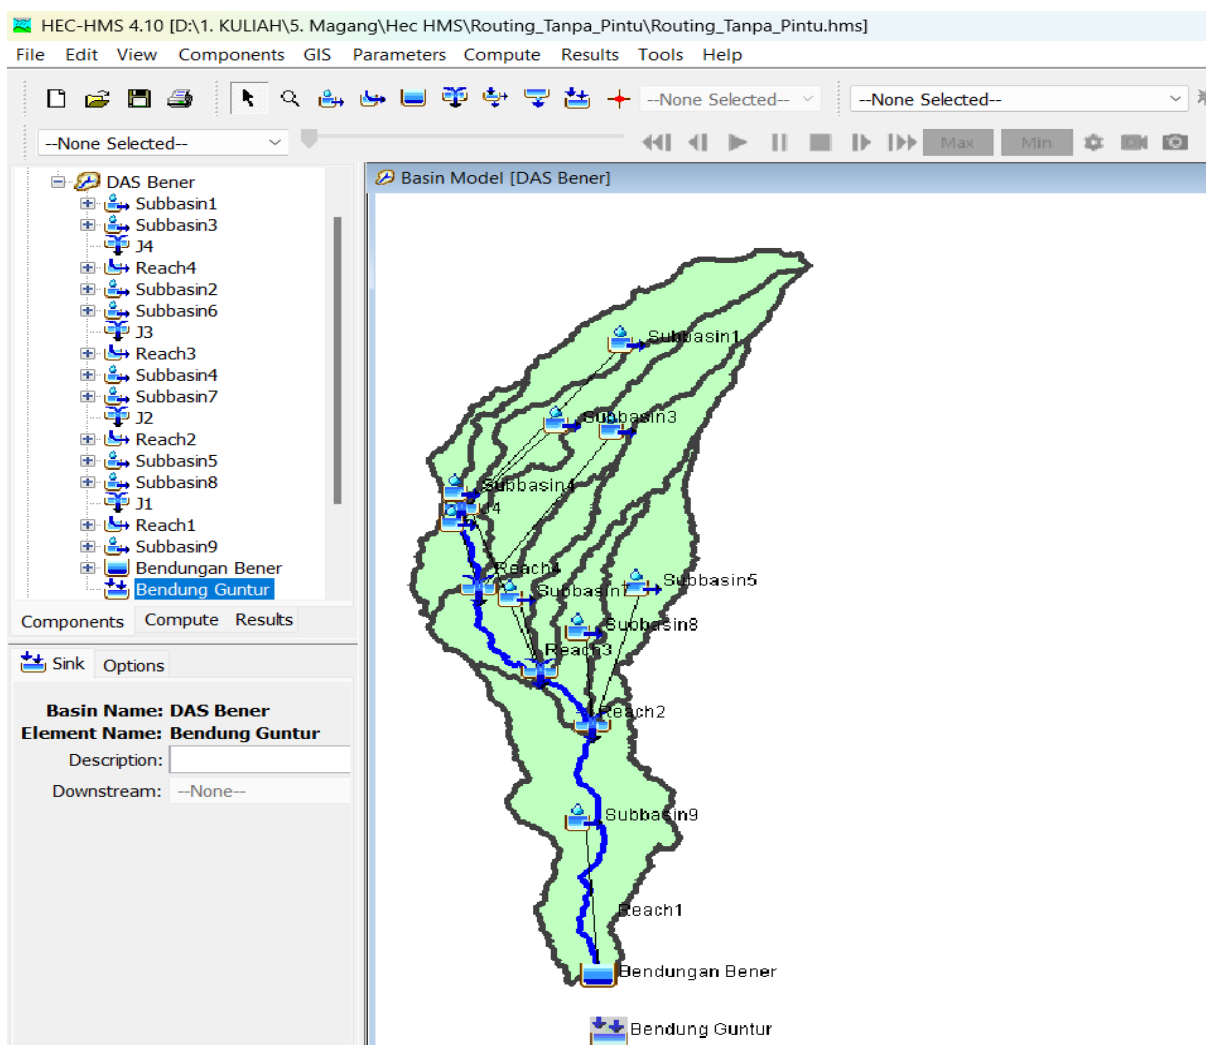 HEC-HMS 4.10 [D:\1. KULIAH\5. Magang\Hec HMS\Routing_Tanpa_Pintu\Routing_Tanpa_Pintu.hms]
File Edit View Components GIS Parameters Compute Results Tools Help
--None Selected-- --None Selected--
--None Selected-- Max Min
DAS Bener
Subbasin1
Subbasin3
J4
Reach4
Subbasin2
Subbasin6
J3
Reach3
Subbasin4
Subbasin7
J2
Reach2
Subbasin5
Subbasin8
J1
Reach1
Subbasin9
Bendungan Bener
Bendung Guntur
Components Compute Results
Sink Options
Basin Name: DAS Bener
Element Name: Bendung Guntur
Description:
Downstream: --None--
Basin Model [DAS Bener]
Subbasin1
Subbasin3
Subbasin4
J4
Reach4
Subbasin5
Subbasin7
Subbasin8
Reach3
Reach2
Subbasin9
Reach1
Bendungan Bener
Bendung Guntur